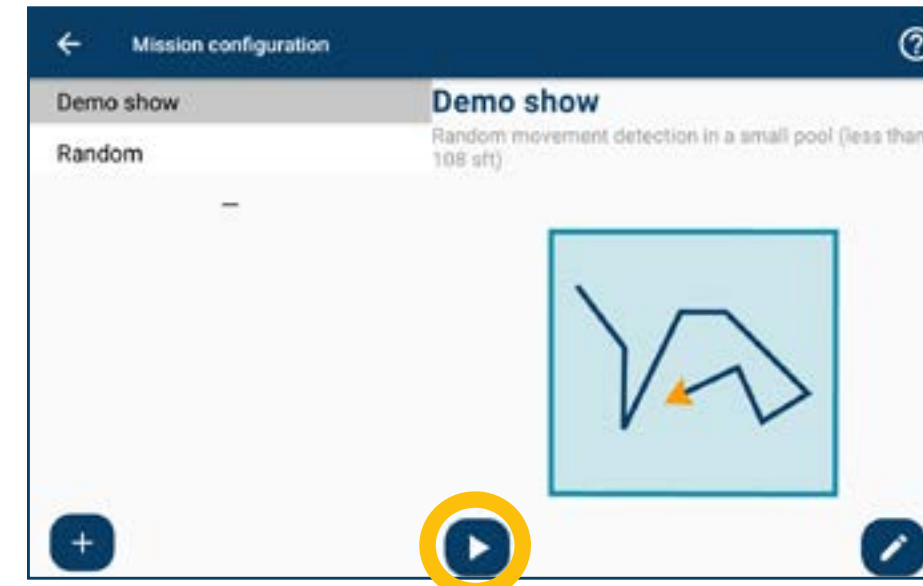 Mission configuration
Demo show
Random
Demo show
Random movement detection in a small pool (less than
108 sft)